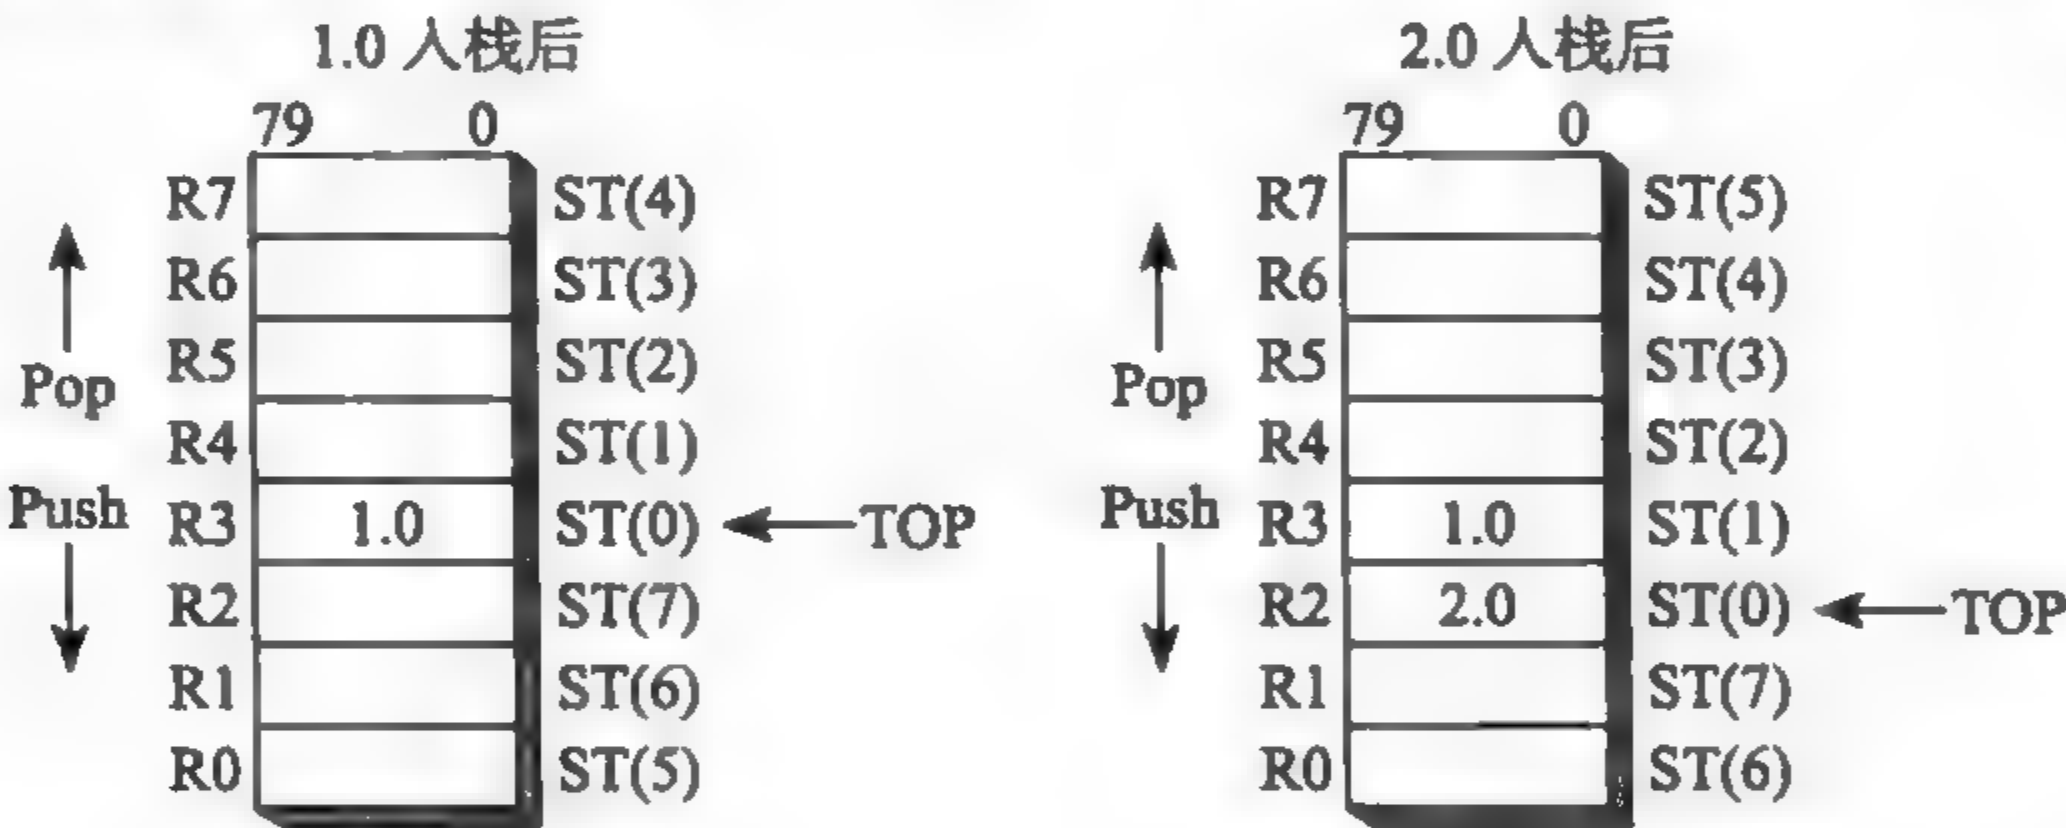 1.0 人栈后
79 0
R7 ST(4)
R6 ST(3)
R5 ST(2)
Pop
R4 ST(1)
Push
R3 1.0 ST(0) TOP
R2 ST(7)
R1 ST(6)
R0 ST(5)
2.0 人栈后
79 0
R7 ST(5)
R6 ST(4)
R5 ST(3)
Pop
R4 ST(2)
Push
R3 1.0 ST(1)
R2 2.0 ST(0) TOP
R1 ST(7)
R0 ST(6)